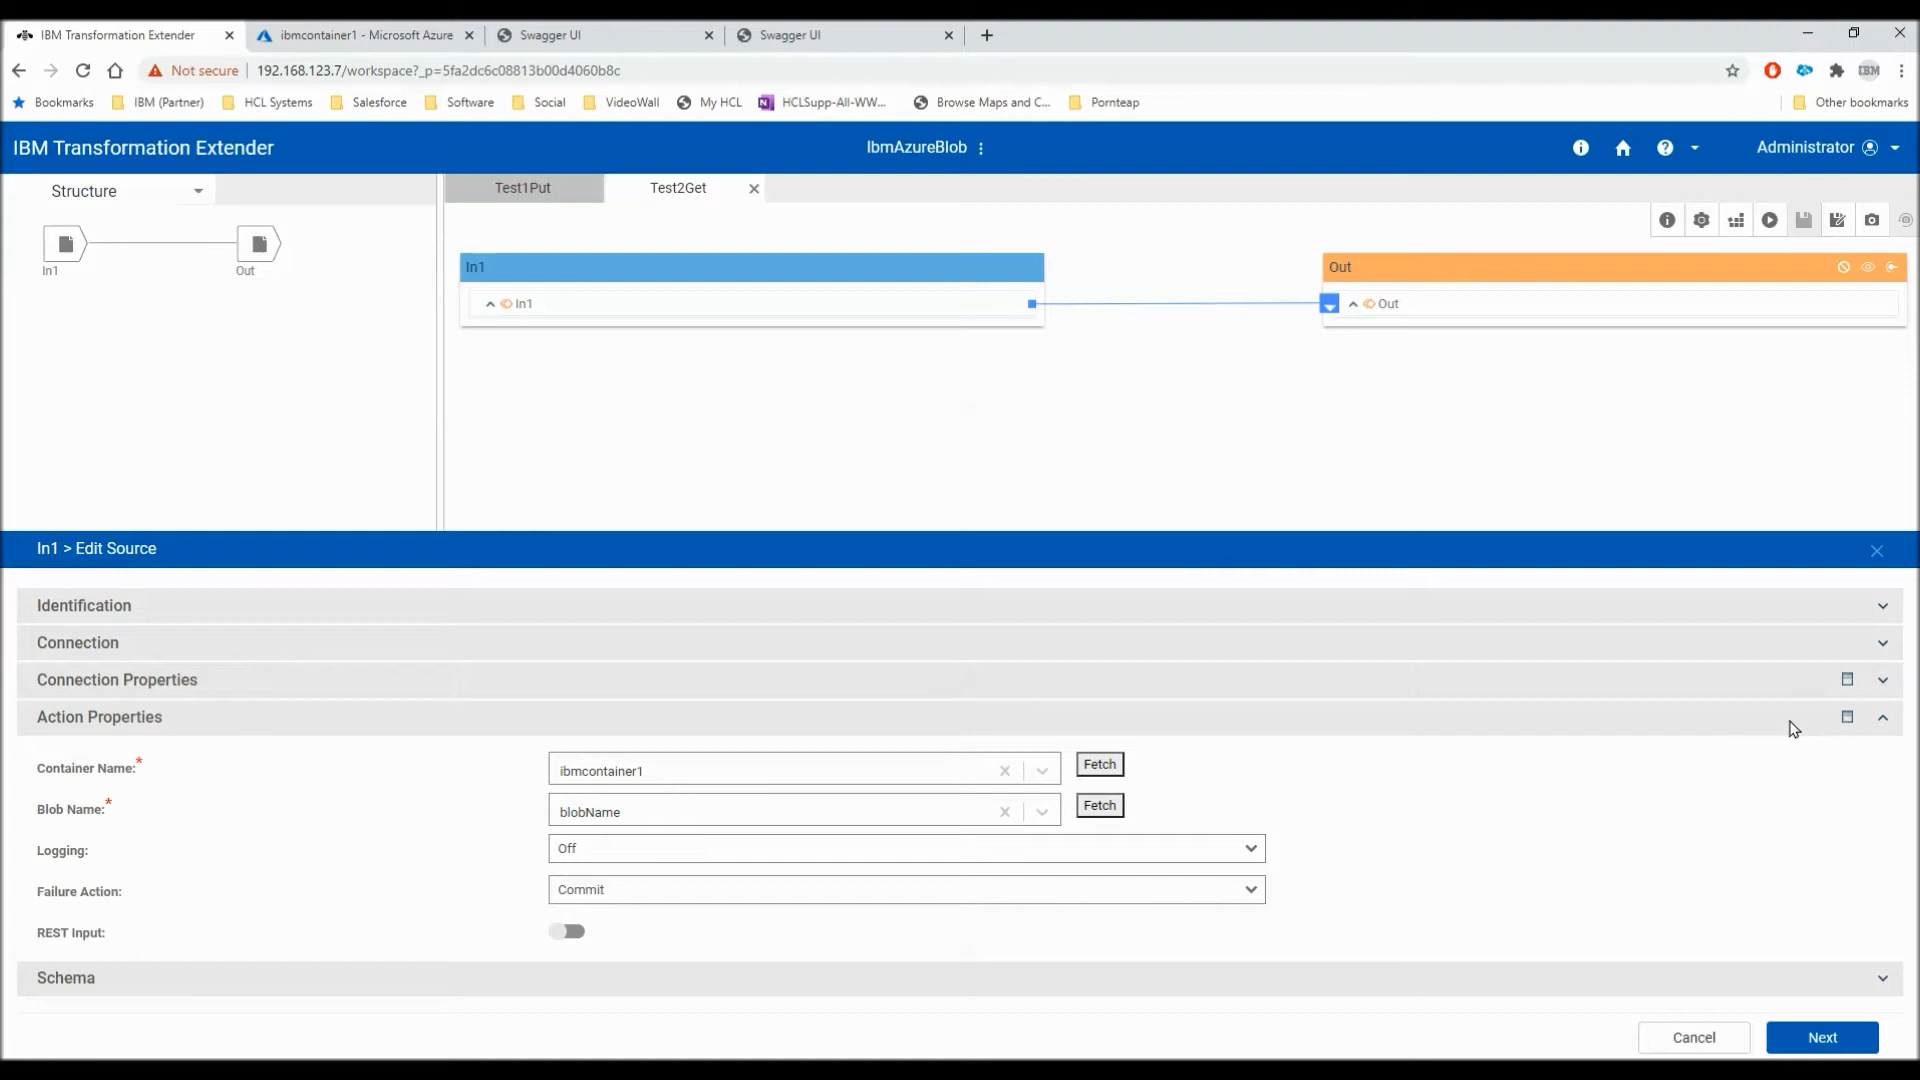 IBM Transformation Extender
ibmcontainer1 - Microsoft Azure
Swagger UI
Swagger UI
Not secure
192.168.123.7/workspace?_p=5fa2dc6c08813b00d4060b8c
IBM
Bookmarks
IBM (Partner)
HCL Systems
Salesforce
Software
Social
VideoWall
My HCL
HCLSupp-All-WW...
Browse Maps and C...
Pornteap
Other bookmarks
IBM Transformation Extender
IbmAzureBlob
Administrator
Structure
Test1Put
Test2Get
In1
Out
In1
In1
Out
Out
In1 > Edit Source
Identification
Connection
Connection Properties
Action Properties
Container Name:*
ibmcontainer1
Fetch
Blob Name:*
blobName
Fetch
Logging:
Off
Failure Action:
Commit
REST Input:
Schema
Cancel
Next